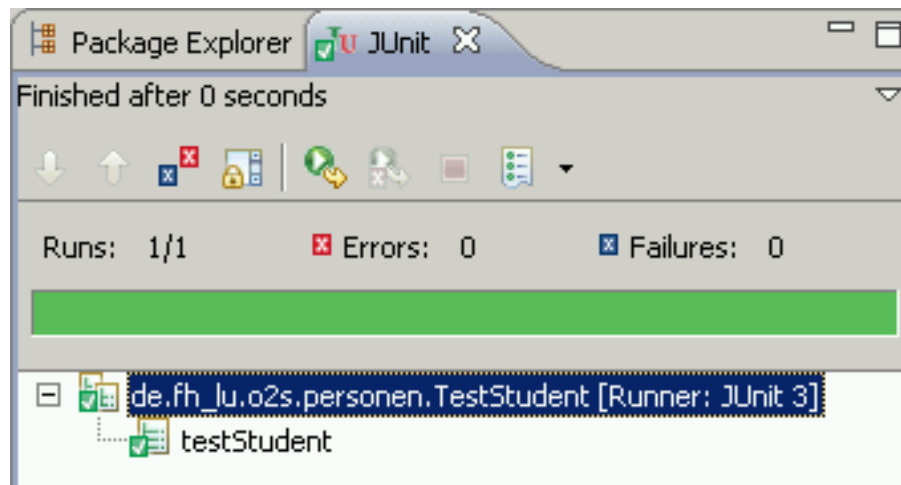 Package Explorer JUnit
Finished after 0 seconds
Runs: 1/1 Errors: 0 Failures: 0
de.fh_lu.o2s.personen.TestStudent [Runner: JUnit 3]
testStudent